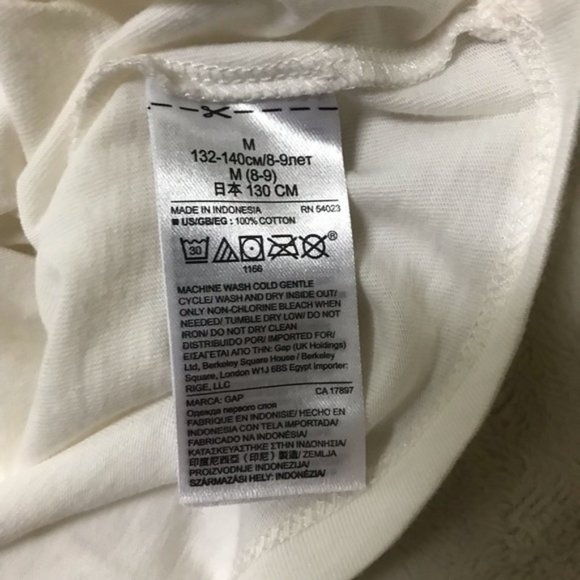 M
132-140см/8-9лет
M (8-9)
日本 130 CM
MADE IN INDONESIA RN 54023
■ US/GB/EG : 100% COTTON
30
®
1166
MACHINE WASH COLD GENTLE
CYCLE/ WASH AND DRY INSIDE OUT/
ONLY NON-CHLORINE BLEACH WHEN
NEEDED/ TUMBLE DRY LOW/ DO NOT
IRON/ DO NOT DRY CLEAN
DISTRIBUIDO POR/ DISTRIBUÍDO POR/
ΕΙΣΑΓΕΤΑΙ ΑΠΟ ΤΗΝ: Gap (UK Holdings)
Ltd, Berkeley Square House / Berkeley
Square, London W1J 6BS Egypt Importer:
RIGE, LLC
MARCA: GAP CA 17897
Одежда первого слоя
FABRIQUE EN INDONISIE/ HECHO EN
INDONESIA CON TELA IMPORTADA/
FABRICADO NA INDONÉSIA/
ΚΑΤΑΣΚΕΥΑΣΘΗΚΕ ΣΤΗΝ ΙΝΔΟΝΗΣΙΑ/
印度尼西亞 (印尼) 製造/ ZEMLJA
PROIZVODNJE INDONEZIJA/
SZÁRMAZÁSI HELY: INDONÉZIA/